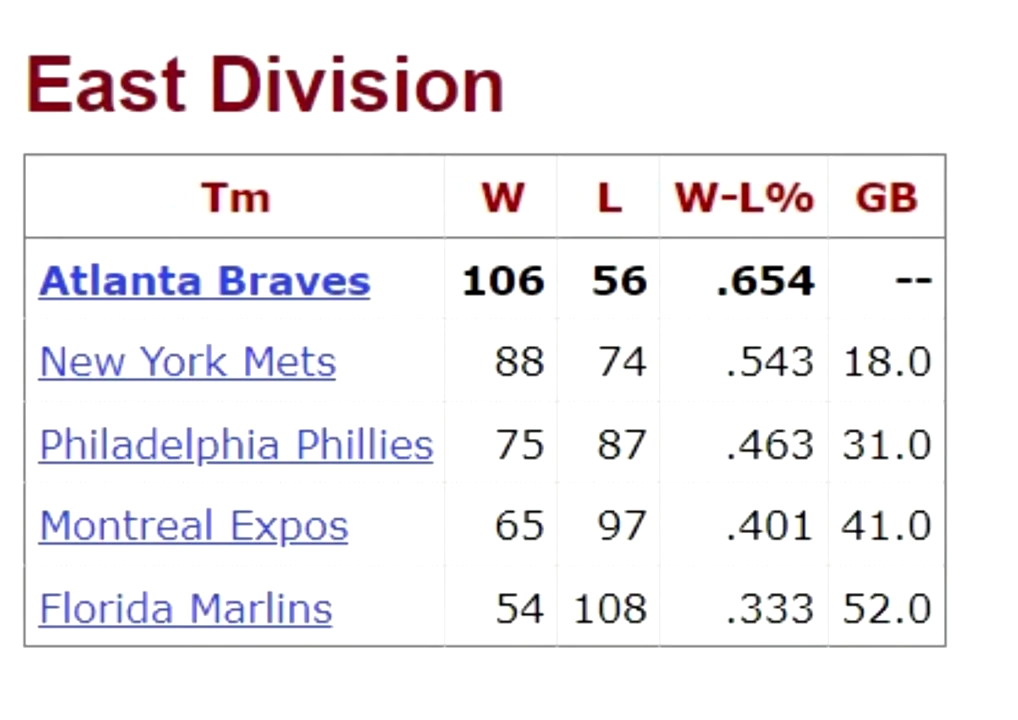 East Division
Tm W L W-L% GB
Atlanta Braves 106 56 .654 --
New York Mets 88 74 .543 18.0
Philadelphia Phillies 75 87 .463 31.0
Montreal Expos 65 97 .401 41.0
Florida Marlins 54 108 .333 52.0